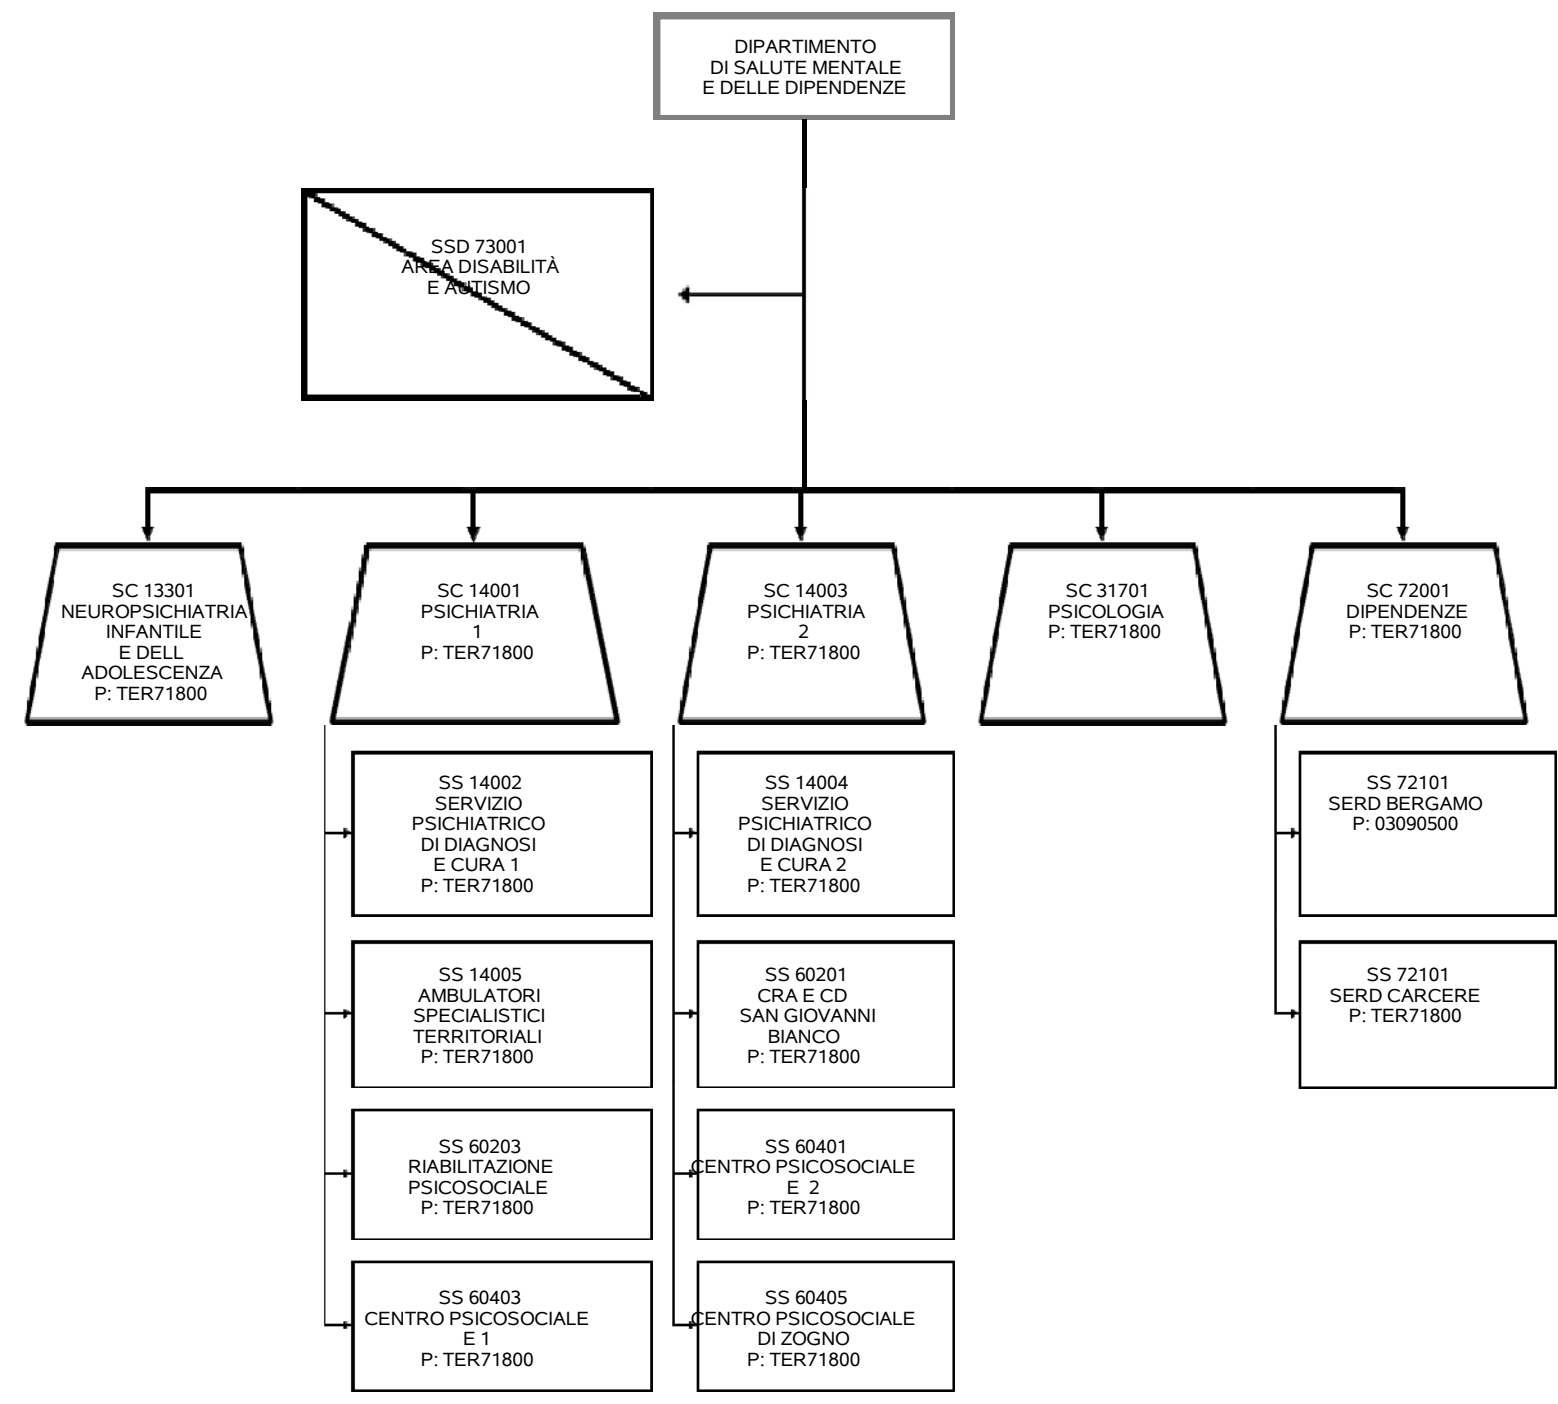 DIPARTIMENTO
DI SALUTE MENTALE
E DELLE DIPENDENZE
SSD 73001
AREA DISABILITÀ
E AUTISMO
SC 13301
NEUROPSICHIATRIA
INFANTILE
E DELL
ADOLESCENZA
P: TER71800
SC 14001
PSICHIATRIA
1
P: TER71800
SC 14003
PSICHIATRIA
2
P: TER71800
SC 31701
PSICOLOGIA
P: TER71800
SC 72001
DIPENDENZE
P: TER71800
SS 14002
SERVIZIO
PSICHIATRICO
DI DIAGNOSI
E CURA 1
P: TER71800
SS 14005
AMBULATORI
SPECIALISTICI
TERRITORIALI
P: TER71800
SS 60203
RIABILITAZIONE
PSICOSOCIALE
P: TER71800
SS 60403
CENTRO PSICOSOCIALE
E 1
P: TER71800
SS 14004
SERVIZIO
PSICHIATRICO
DI DIAGNOSI
E CURA 2
P: TER71800
SS 60201
CRA E CD
SAN GIOVANNI
BIANCO
P: TER71800
SS 60401
CENTRO PSICOSOCIALE
E 2
P: TER71800
SS 60405
CENTRO PSICOSOCIALE
DI ZOGNO
P: TER71800
SS 72101
SERD BERGAMO
P: 03090500
SS 72101
SERD CARCERE
P: TER71800